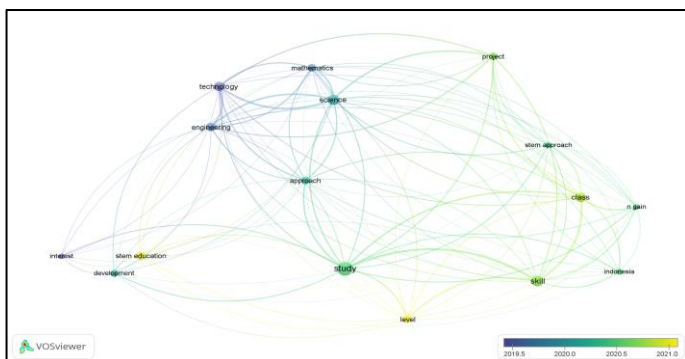 project
mathematics
technology
science
engineering
stem approach
approach
class
n gain
interest
stem education
study
development
indonesia
skill
level
VOSviewer
2019.5 2020.0 2020.5 2021.0